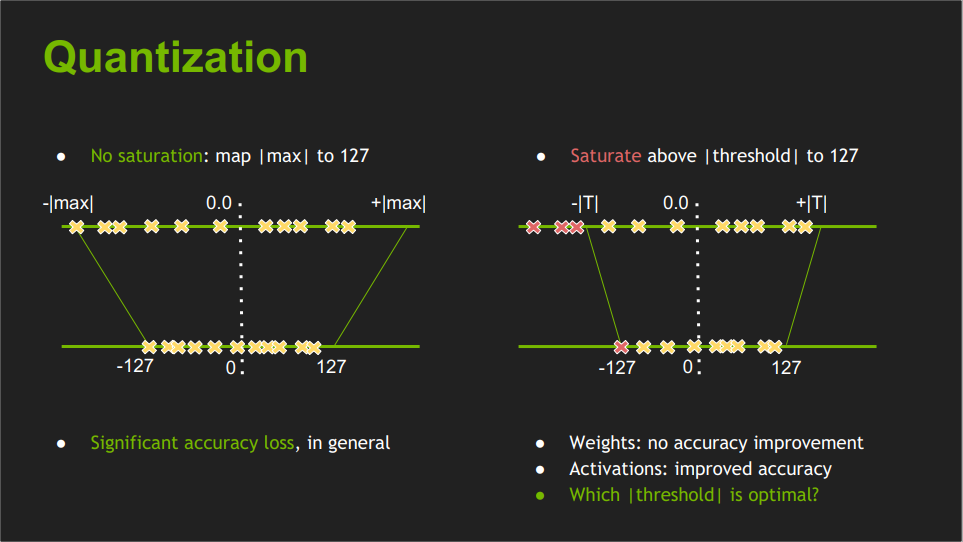 Quantization
● No saturation: map |max| to 127
-|max| 0.0 +|max|
-127 0 127
● Significant accuracy loss, in general
● Saturate above |threshold| to 127
-|T| 0.0 +|T|
-127 0 127
● Weights: no accuracy improvement
● Activations: improved accuracy
● Which |threshold| is optimal?